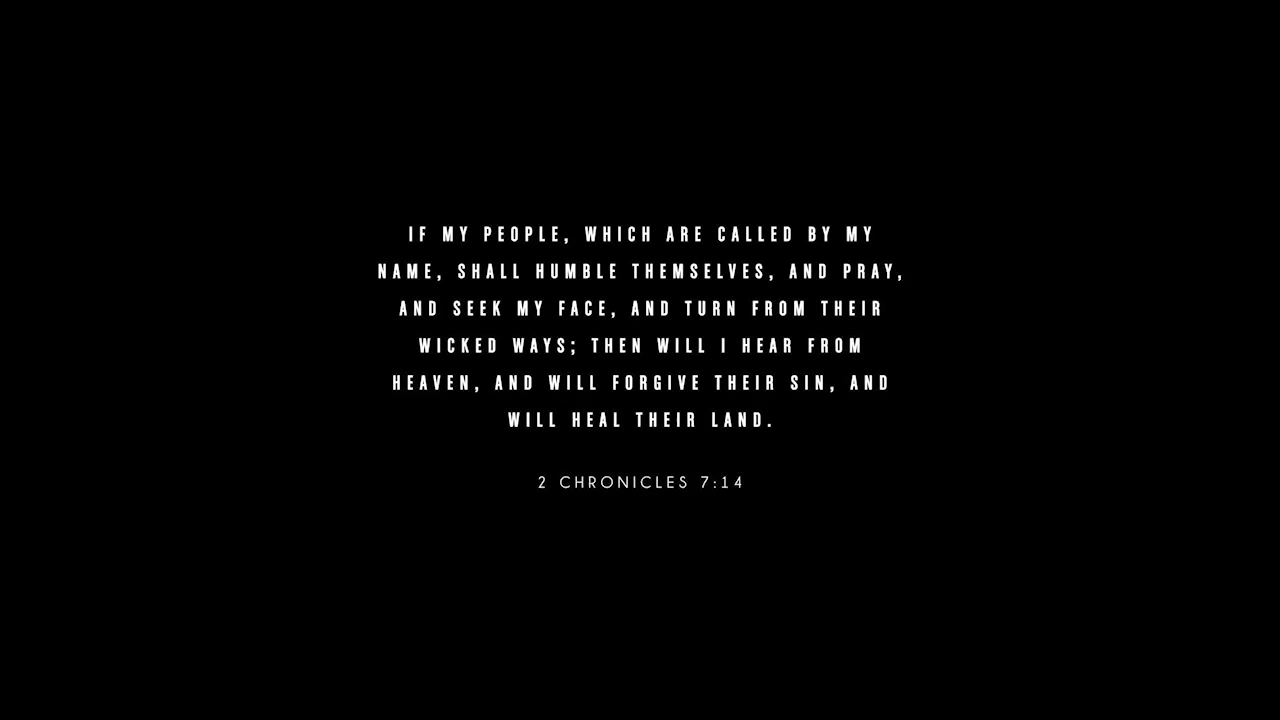 IF MY PEOPLE, WHICH ARE CALLED BY MY
NAME, SHALL HUMBLE THEMSELVES, AND PRAY,
AND SEEK MY FACE, AND TURN FROM THEIR
WICKED WAYS; THEN WILL I HEAR FROM
HEAVEN, AND WILL FORGIVE THEIR SIN, AND
WILL HEAL THEIR LAND.
2 CHRONICLES 7:14